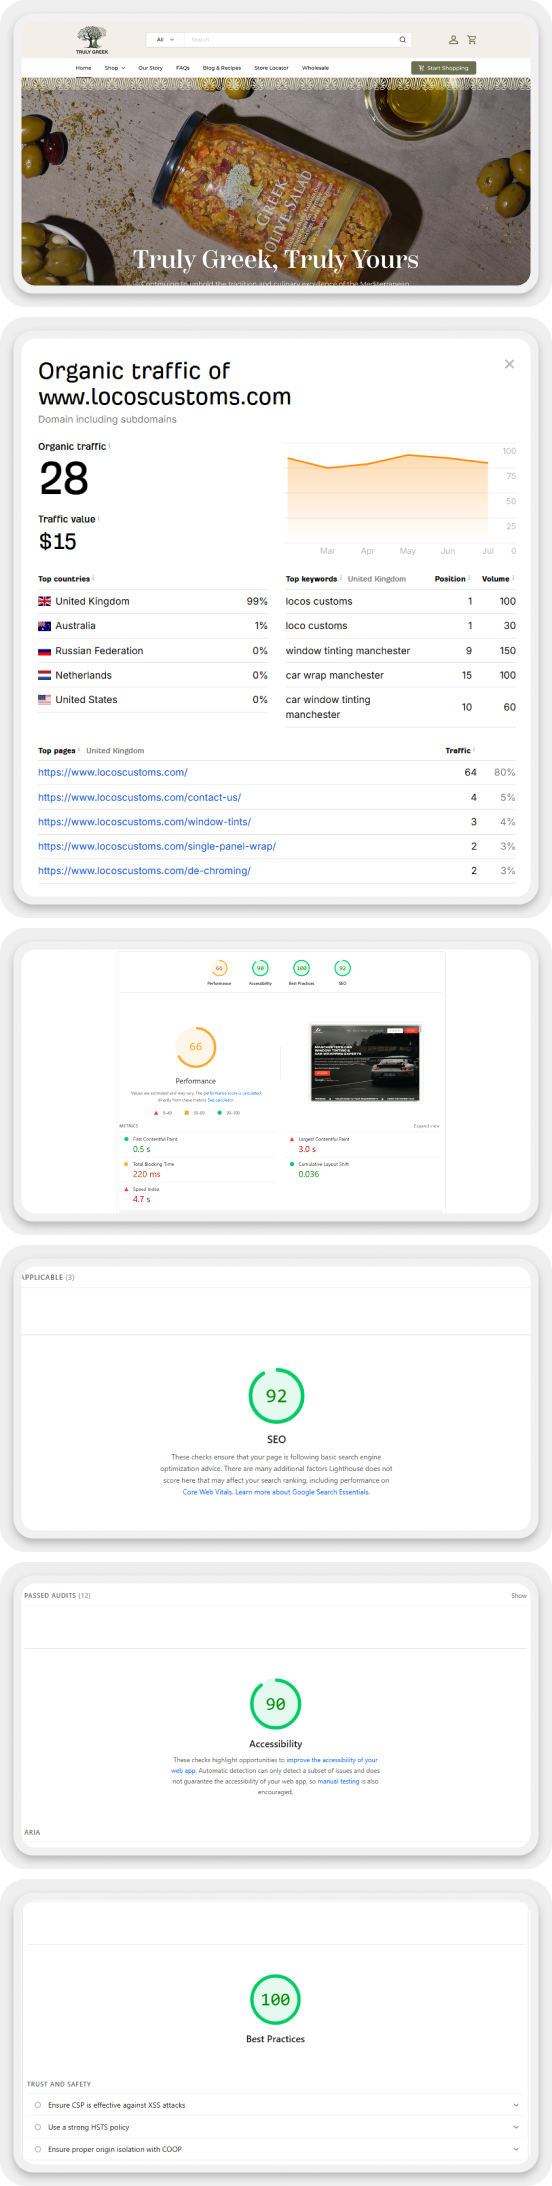 TRULY GREEK
All
Search
Home
Shop
Our Story
FAQs
Blog & Recipes
Store Locator
Wholesale
Start Shopping
GREEK
OLIVE SALAD
Truly Greek, Truly Yours
Continuing to uphold the tradition and culinary excellence of the Mediterranean
Organic traffic of
www.locoscustoms.com
Domain including subdomains
Organic traffic
28
Traffic value
$15
100
75
50
25
0
Mar Apr May Jun Jul
Top countries
United Kingdom 99%
Australia 1%
Russian Federation 0%
Netherlands 0%
United States 0%
Top keywords United Kingdom Position Volume
locos customs 1 100
loco customs 1 30
window tinting manchester 9 150
car wrap manchester 15 100
car window tinting
manchester 10 60
Top pages United Kingdom Traffic
https://www.locoscustoms.com/ 64 80%
https://www.locoscustoms.com/contact-us/ 4 5%
https://www.locoscustoms.com/window-tints/ 3 4%
https://www.locoscustoms.com/single-panel-wrap/ 2 3%
https://www.locoscustoms.com/de-chroming/ 2 3%
66 90 100 92
Performance Accessibility Best Practices SEO
66
Performance
Values are estimated and may vary. The performance score is calculated
directly from these metrics. See calculator.
0–49 50–89 90–100
MANCHESTER'S CAR
WINDOW TINTING &
CAR WRAPPING EXPERTS
METRICS
Expand view
First Contentful Paint
0.5 s
Largest Contentful Paint
3.0 s
Total Blocking Time
220 ms
Cumulative Layout Shift
0.036
Speed Index
4.7 s
APPLICABLE (3)
92
SEO
These checks ensure that your page is following basic search engine
optimization advice. There are many additional factors Lighthouse does not
score here that may affect your search ranking, including performance on
Core Web Vitals. Learn more about Google Search Essentials.
PASSED AUDITS (12)
Show
90
Accessibility
These checks highlight opportunities to improve the accessibility of your
web app. Automatic detection can only detect a subset of issues and does
not guarantee the accessibility of your web app, so manual testing is also
encouraged.
ARIA
100
Best Practices
TRUST AND SAFETY
Ensure CSP is effective against XSS attacks
Use a strong HSTS policy
Ensure proper origin isolation with COOP